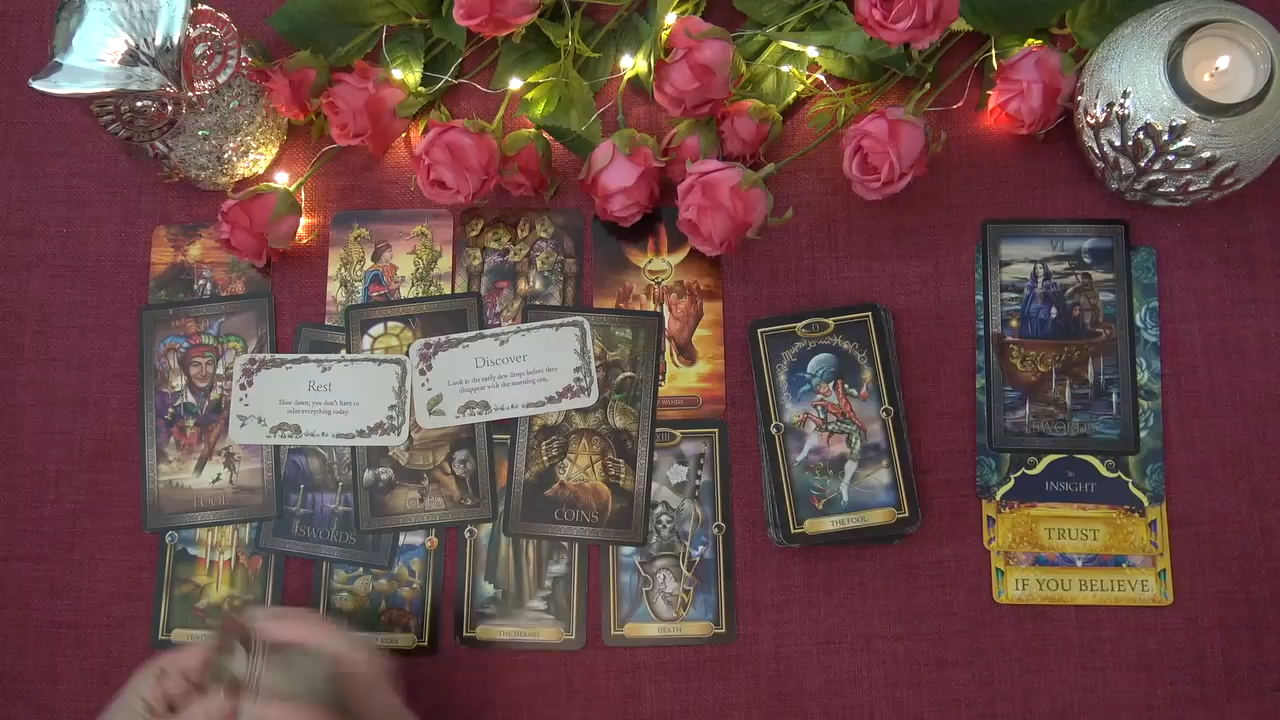 VI
SWORDS
36
INSIGHT
TRUST
IF YOU BELIEVE
0
THE FOOL
Discover
Look at the early dew drops before they
disappear with the morning sun.
Rest
Slow down; you don't have to
solve everything today.
WANDS
V
FOOL
CUPS
COINS
SWORDS
XIII
THE HERMIT
DEATH